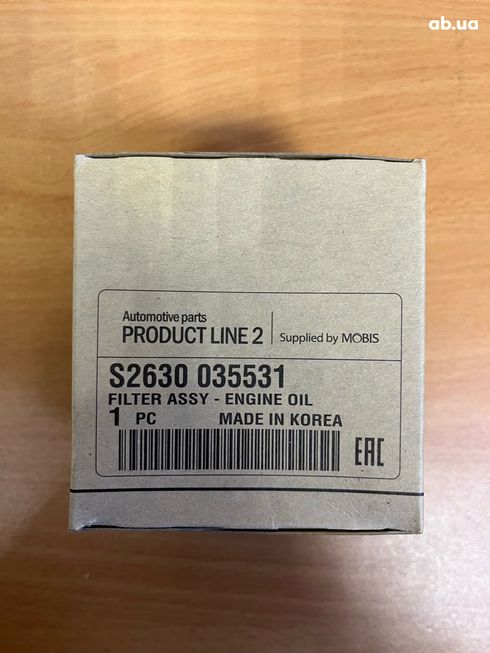 ab.ua
Automotive parts
PRODUCT LINE 2 | Supplied by MOBIS
S2630 035531
FILTER ASSY - ENGINE OIL
1 PC MADE IN KOREA
EAC